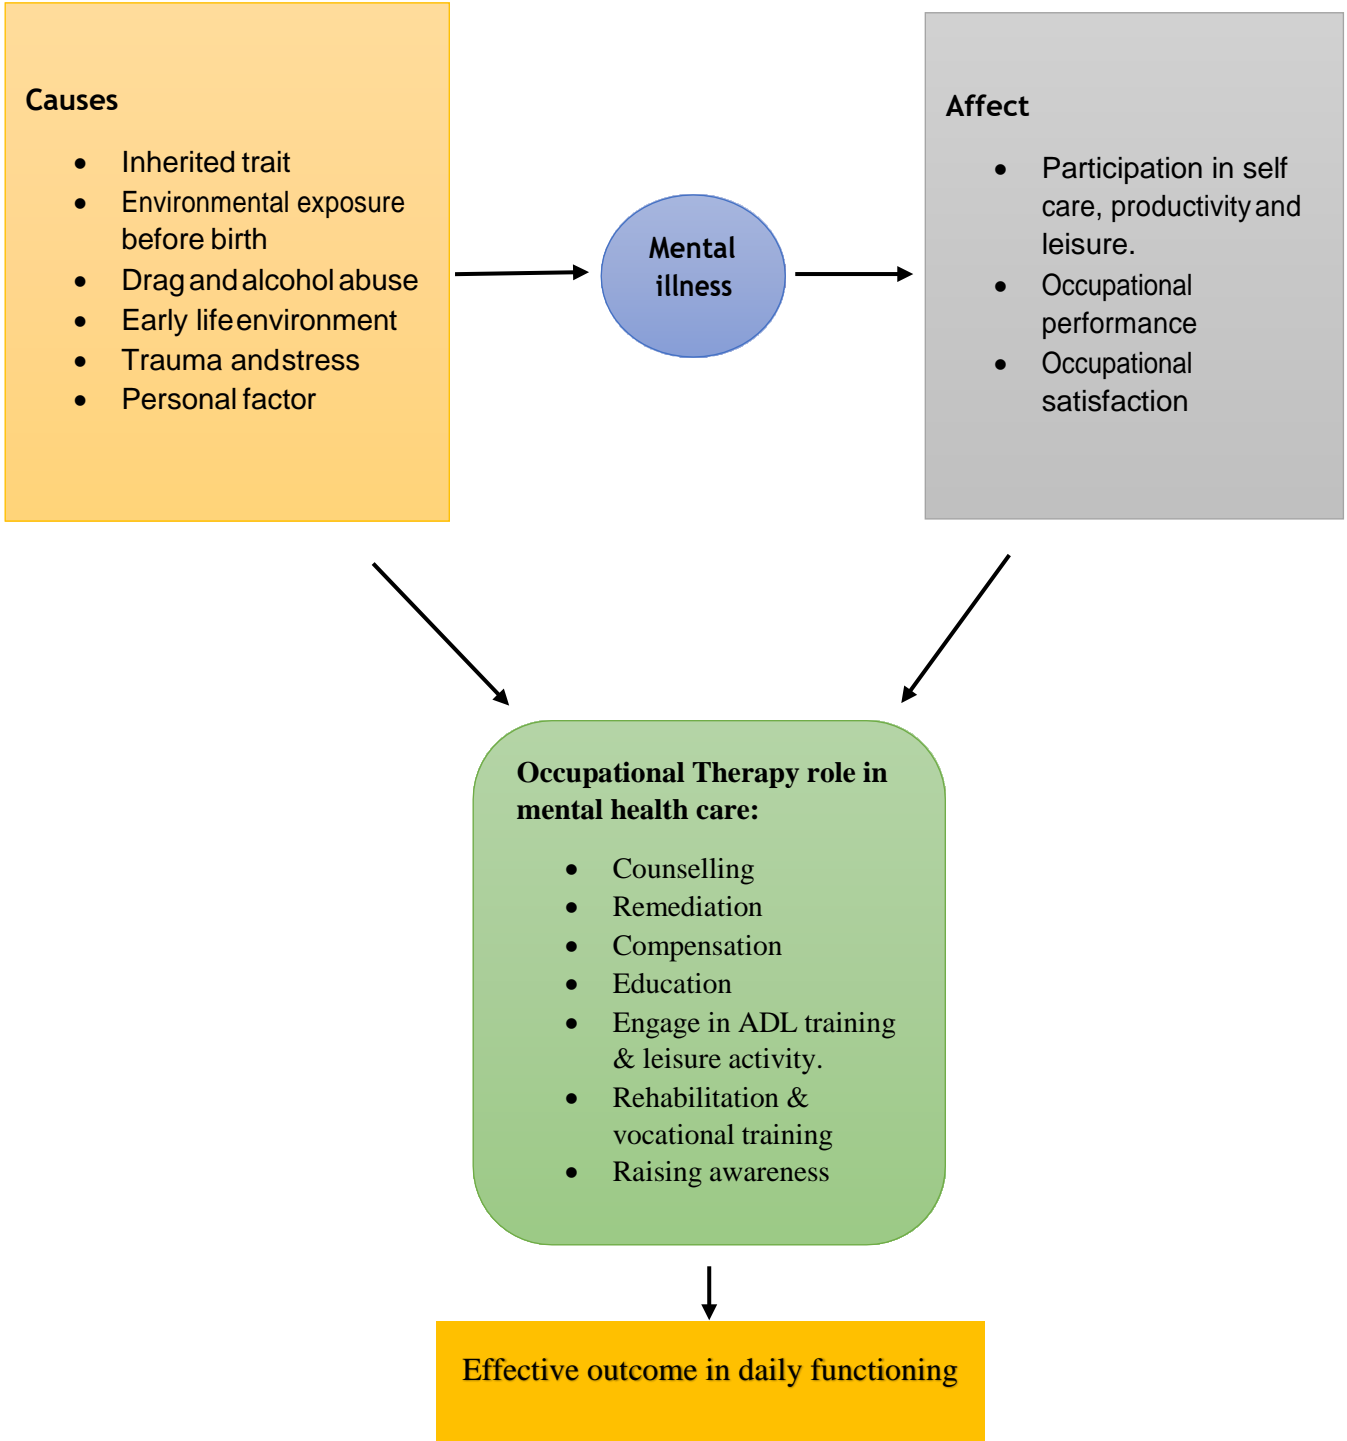 Causes
• Inherited trait
• Environmental exposure
before birth
• Drag and alcohol abuse
• Early life environment
• Trauma and stress
• Personal factor
Mental
illness
Affect
• Participation in self
care, productivity and
leisure.
• Occupational
performance
• Occupational
satisfaction
Occupational Therapy role in
mental health care:
• Counselling
• Remediation
• Compensation
• Education
• Engage in ADL training
& leisure activity.
• Rehabilitation &
vocational training
• Raising awareness
Effective outcome in daily functioning